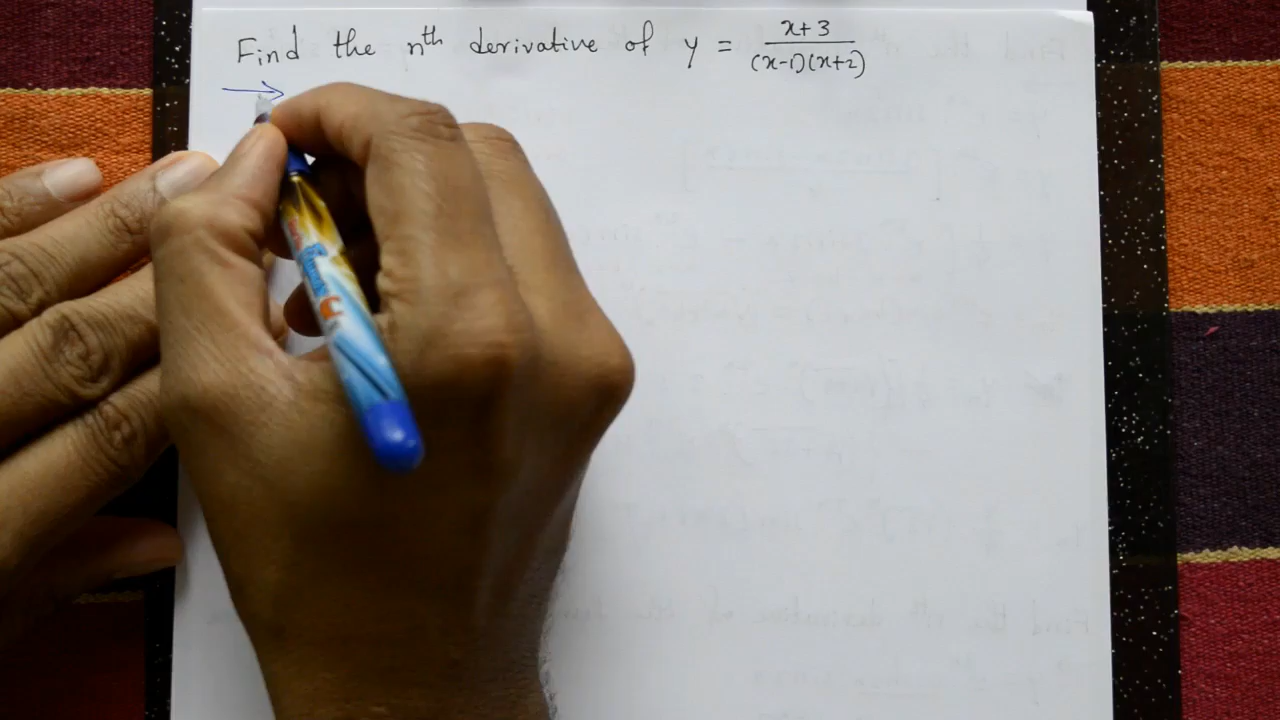 Find the nth derivative of y = x+3 / (x-1)(x+2)